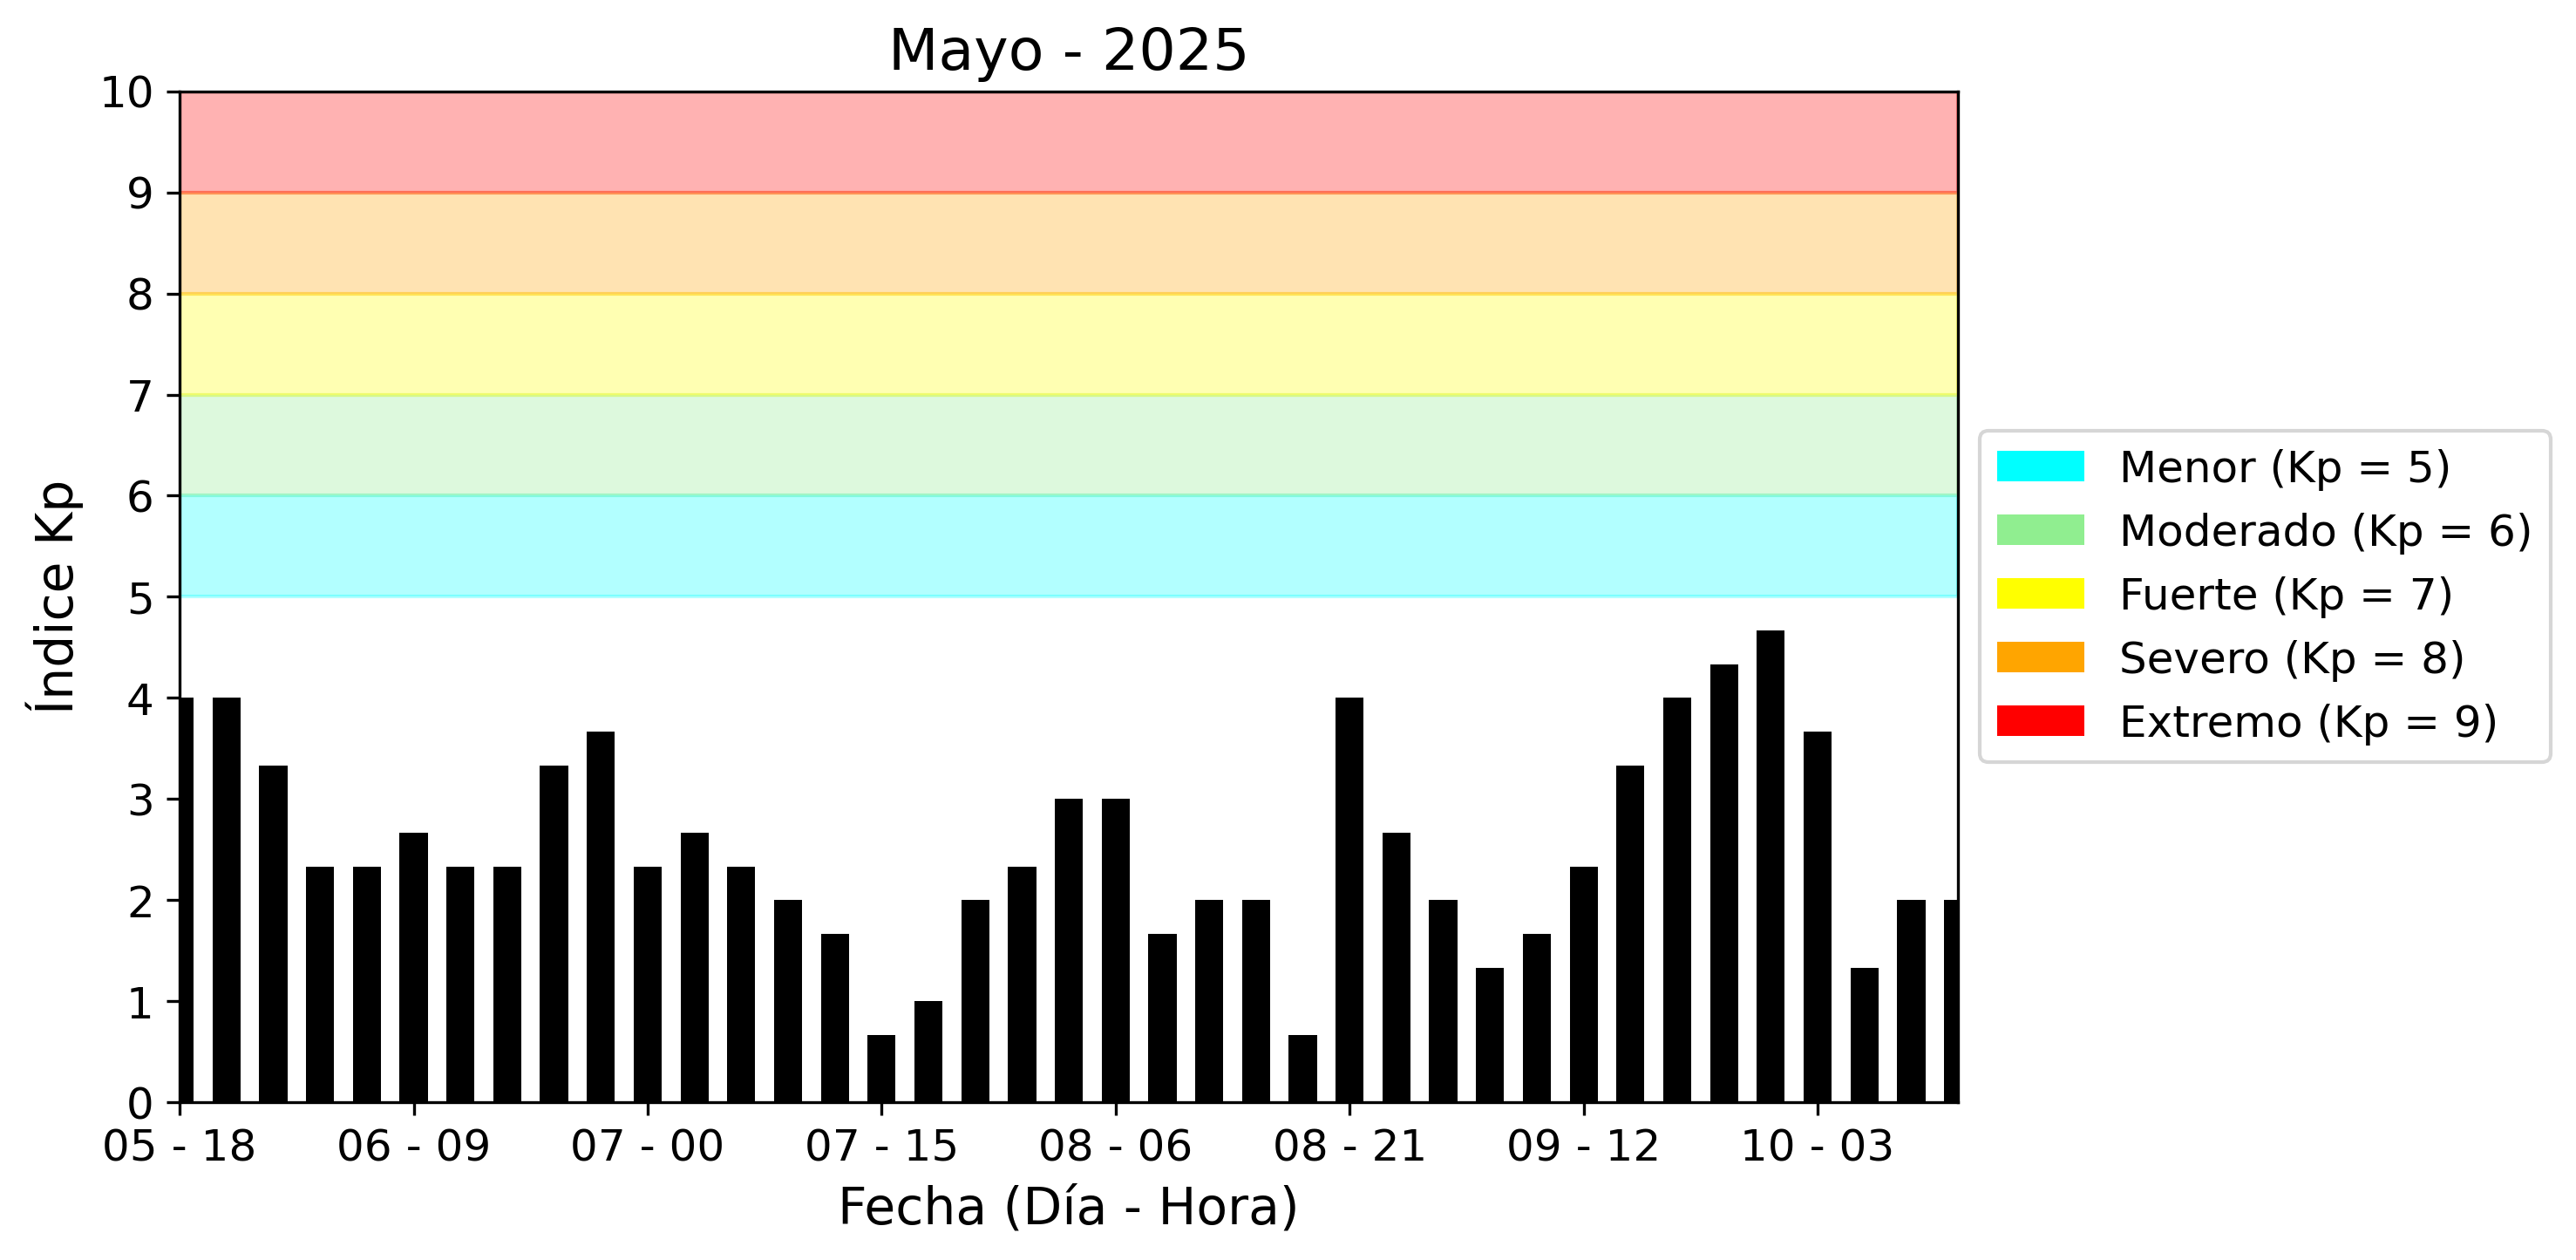 Mayo - 2025
Índice Kp
10
9
8
7
6
5
4
3
2
1
0
05 - 18
06 - 09
07 - 00
07 - 15
08 - 06
08 - 21
09 - 12
10 - 03
Fecha (Día - Hora)
Menor (Kp = 5)
Moderado (Kp = 6)
Fuerte (Kp = 7)
Severo (Kp = 8)
Extremo (Kp = 9)